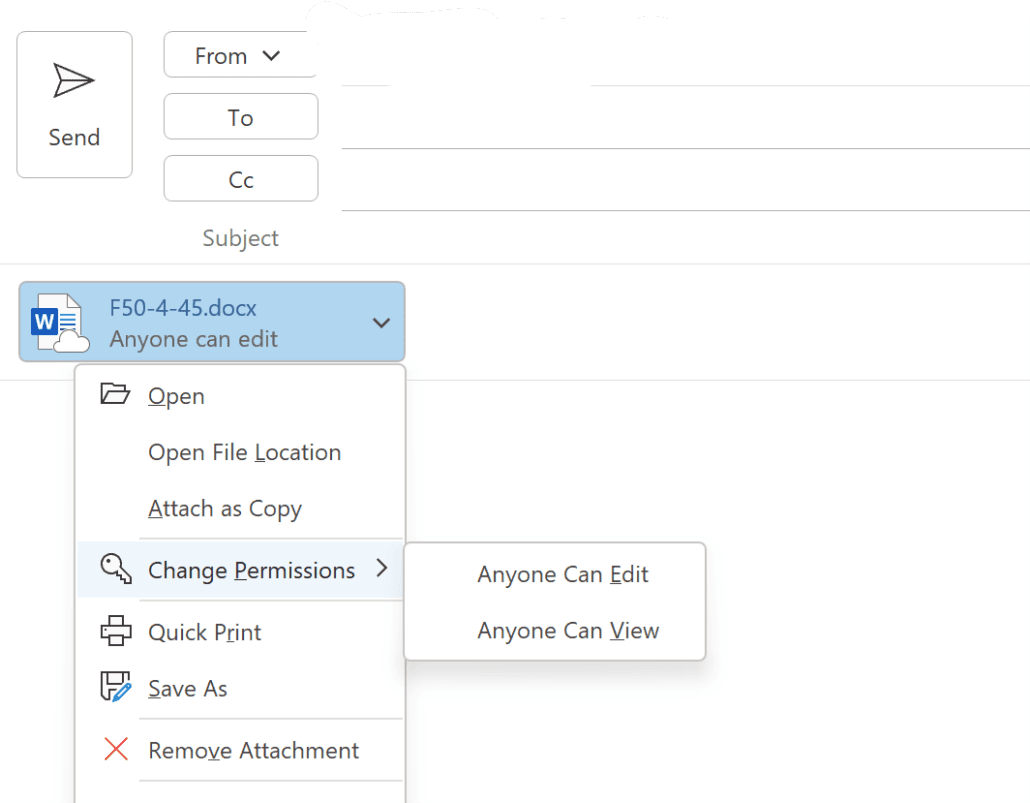 From
To
Send
Cc
Subject
W
F50-4-45.docx
Anyone can edit
Open
Open File Location
Attach as Copy
Change Permissions
Anyone Can Edit
Anyone Can View
Quick Print
Save As
Remove Attachment